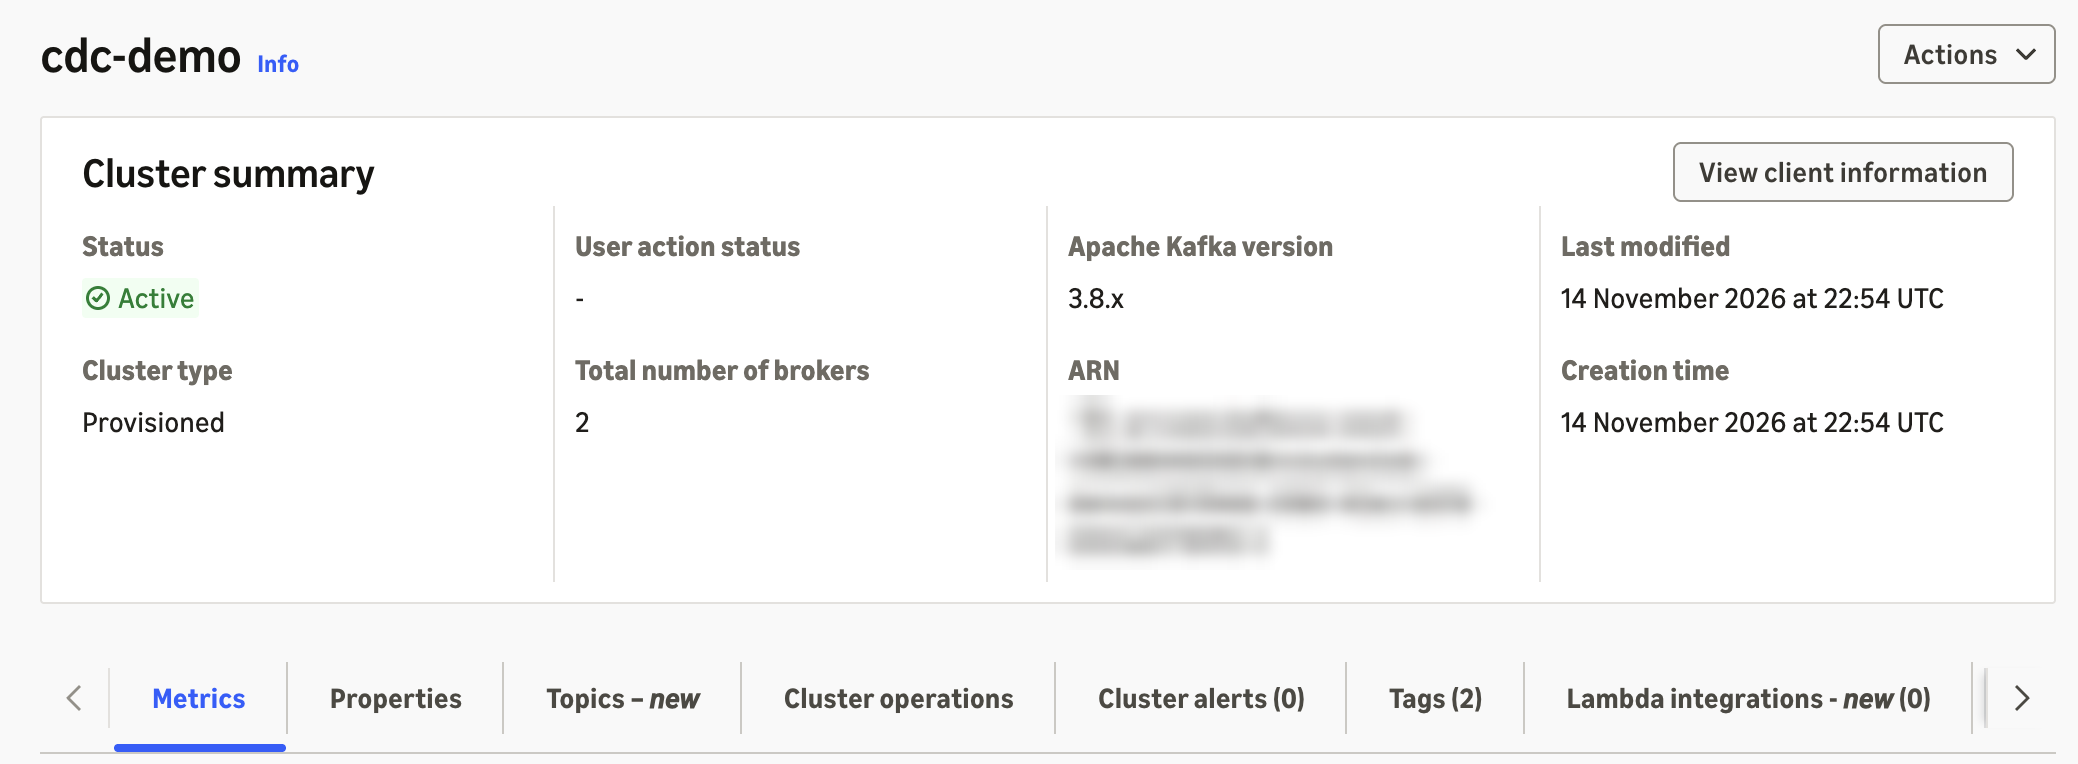 cdc-demo Info
Actions
Cluster summary
View client information
Status
Active
Cluster type
Provisioned
User action status
-
Total number of brokers
2
Apache Kafka version
3.8.x
ARN
Last modified
14 November 2026 at 22:54 UTC
Creation time
14 November 2026 at 22:54 UTC
Metrics
Properties
Topics – new
Cluster operations
Cluster alerts (0)
Tags (2)
Lambda integrations - new (0)